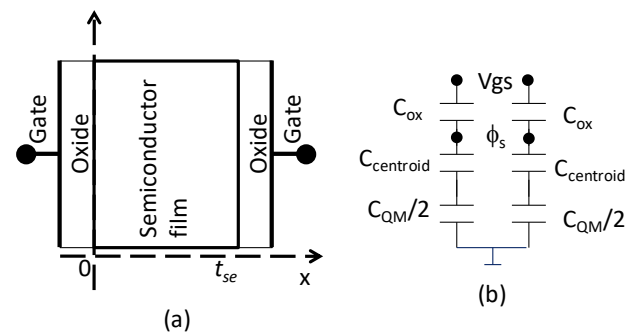 Gate
Oxide
Semiconductor
film
Oxide
Gate
0
t_se
x
(a)
Vgs
C_ox
C_ox
ϕ_s
C_centroid
C_centroid
C_QM/2
C_QM/2
(b)